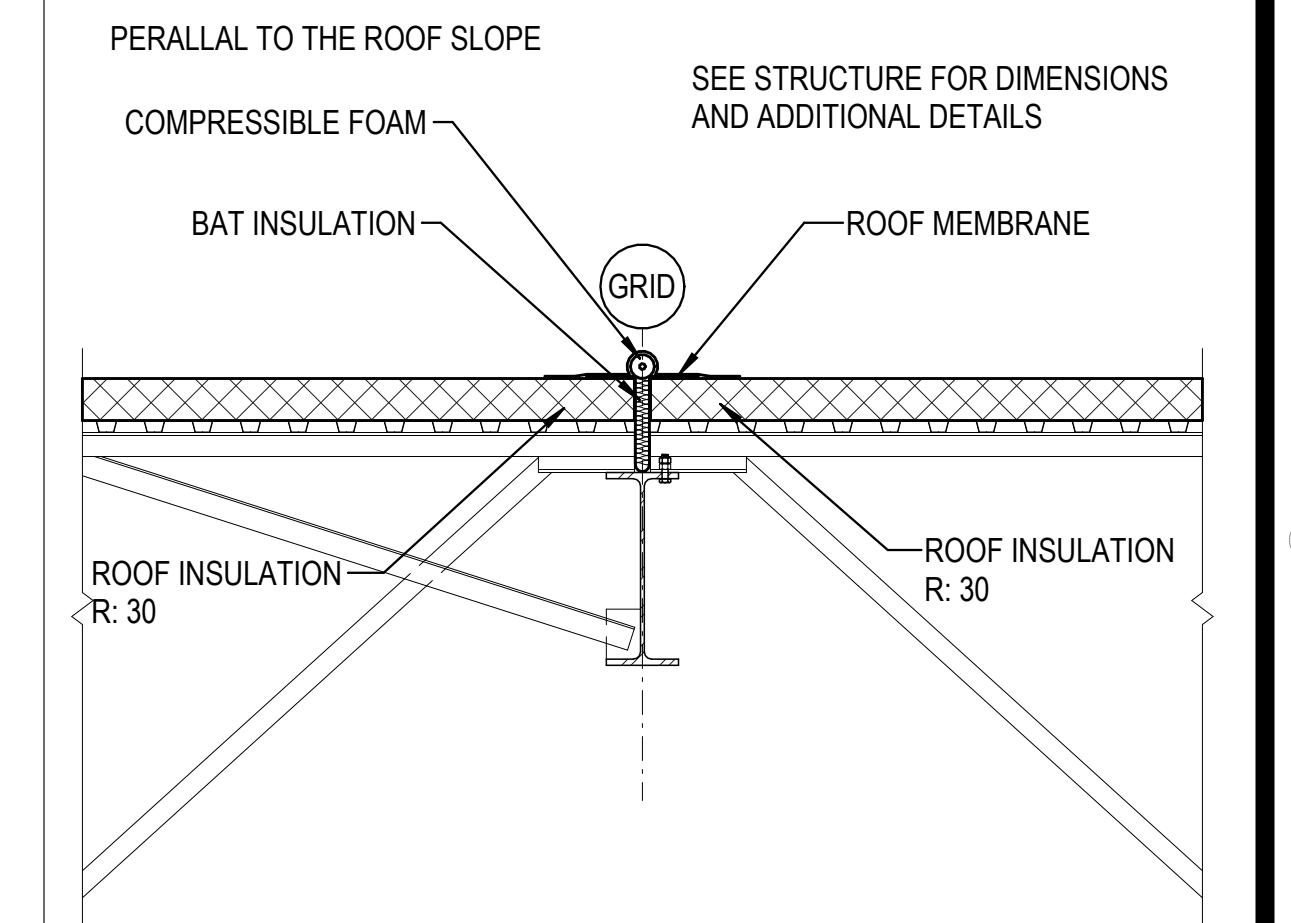 PERALLAL TO THE ROOF SLOPE
SEE STRUCTURE FOR DIMENSIONS
AND ADDITIONAL DETAILS
COMPRESSIBLE FOAM
BAT INSULATION
ROOF MEMBRANE
GRID
ROOF INSULATION
R: 30
ROOF INSULATION
R: 30